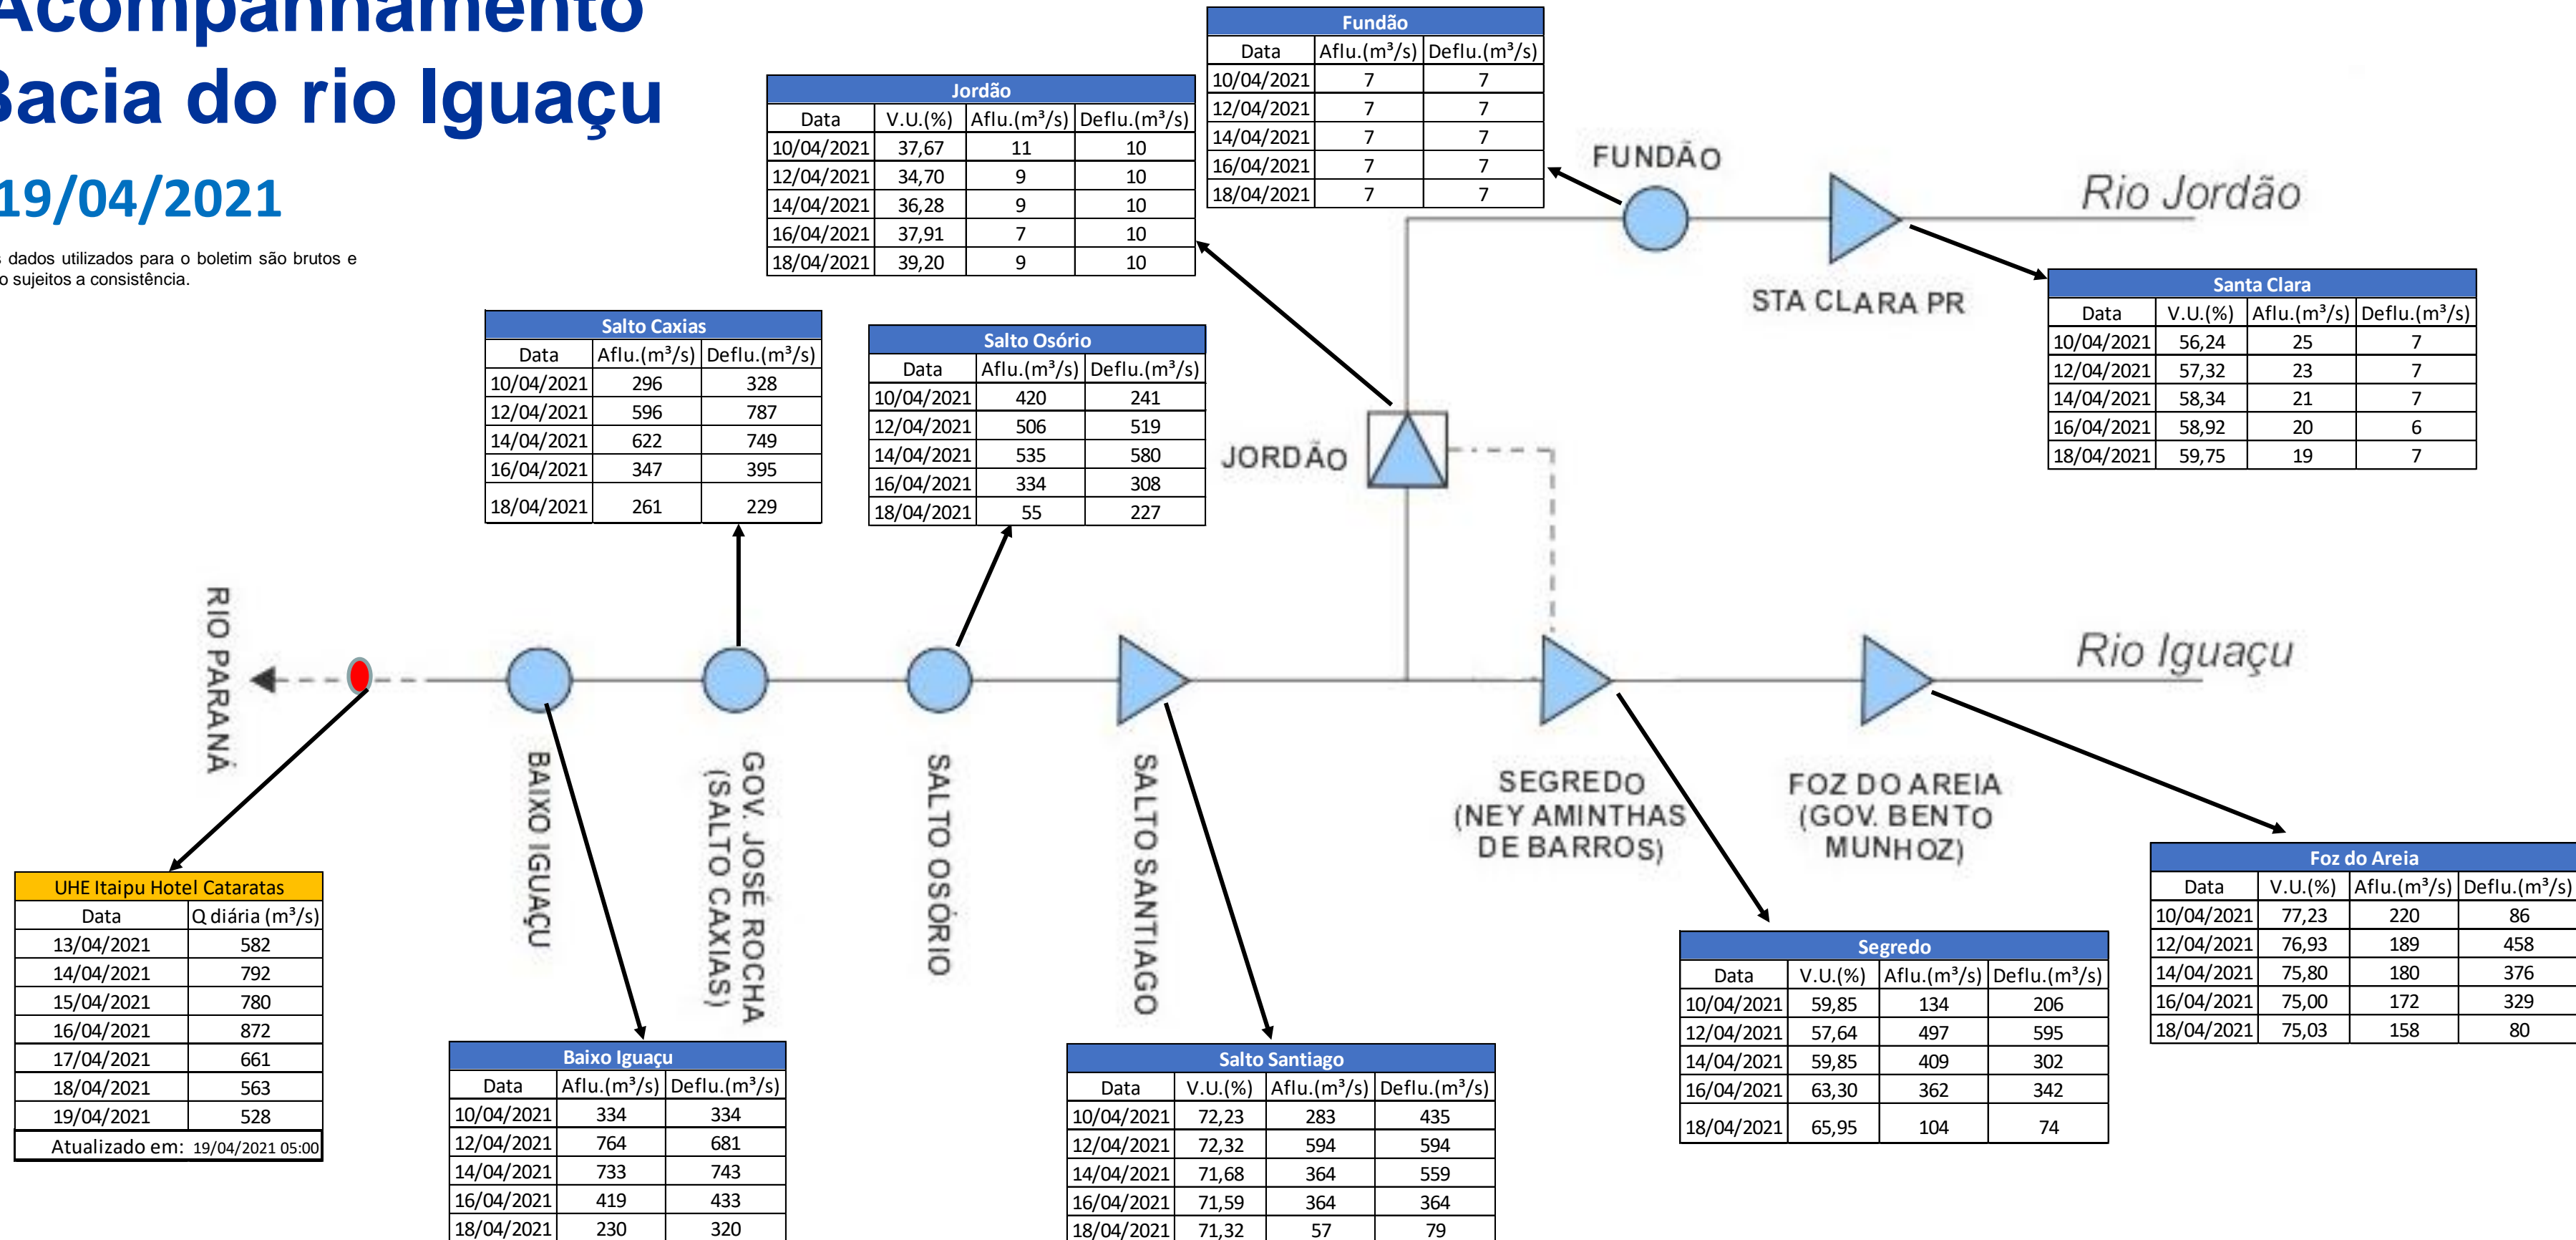 Acompanhamento
Bacia do rio Iguaçu
19/04/2021
s dados utilizados para o boletim são brutos e
o sujeitos a consistência.
Fundão
Data Aflu.(m³/s) Deflu.(m³/s)
10/04/2021 7 7
12/04/2021 7 7
14/04/2021 7 7
16/04/2021 7 7
18/04/2021 7 7
Jordão
Data V.U.(%) Aflu.(m³/s) Deflu.(m³/s)
10/04/2021 37,67 11 10
12/04/2021 34,70 9 10
14/04/2021 36,28 9 10
16/04/2021 37,91 7 10
18/04/2021 39,20 9 10
FUNDÃO
Rio Jordão
STA CLARA PR
Santa Clara
Data V.U.(%) Aflu.(m³/s) Deflu.(m³/s)
10/04/2021 56,24 25 7
12/04/2021 57,32 23 7
14/04/2021 58,34 21 7
16/04/2021 58,92 20 6
18/04/2021 59,75 19 7
Salto Caxias
Data Aflu.(m³/s) Deflu.(m³/s)
10/04/2021 296 328
12/04/2021 596 787
14/04/2021 622 749
16/04/2021 347 395
18/04/2021 261 229
Salto Osório
Data Aflu.(m³/s) Deflu.(m³/s)
10/04/2021 420 241
12/04/2021 506 519
14/04/2021 535 580
16/04/2021 334 308
18/04/2021 55 227
JORDÃO
RIO PARANÁ
Rio Iguaçu
BAIXO IGUAÇU
GOV. JOSÉ ROCHA
(SALTO CAXIAS)
SALTO OSÓRIO
SALTO SANTIAGO
SEGREDO
(NEY AMINTHAS
DE BARROS)
FOZ DO AREIA
(GOV. BENTO
MUNHOZ)
UHE Itaipu Hotel Cataratas
Data Q diária (m³/s)
13/04/2021 582
14/04/2021 792
15/04/2021 780
16/04/2021 872
17/04/2021 661
18/04/2021 563
19/04/2021 528
Atualizado em: 19/04/2021 05:00
Baixo Iguaçu
Data Aflu.(m³/s) Deflu.(m³/s)
10/04/2021 334 334
12/04/2021 764 681
14/04/2021 733 743
16/04/2021 419 433
18/04/2021 230 320
Salto Santiago
Data V.U.(%) Aflu.(m³/s) Deflu.(m³/s)
10/04/2021 72,23 283 435
12/04/2021 72,32 594 594
14/04/2021 71,68 364 559
16/04/2021 71,59 364 364
18/04/2021 71,32 57 79
Segredo
Data V.U.(%) Aflu.(m³/s) Deflu.(m³/s)
10/04/2021 59,85 134 206
12/04/2021 57,64 497 595
14/04/2021 59,85 409 302
16/04/2021 63,30 362 342
18/04/2021 65,95 104 74
Foz do Areia
Data V.U.(%) Aflu.(m³/s) Deflu.(m³/s)
10/04/2021 77,23 220 86
12/04/2021 76,93 189 458
14/04/2021 75,80 180 376
16/04/2021 75,00 172 329
18/04/2021 75,03 158 80